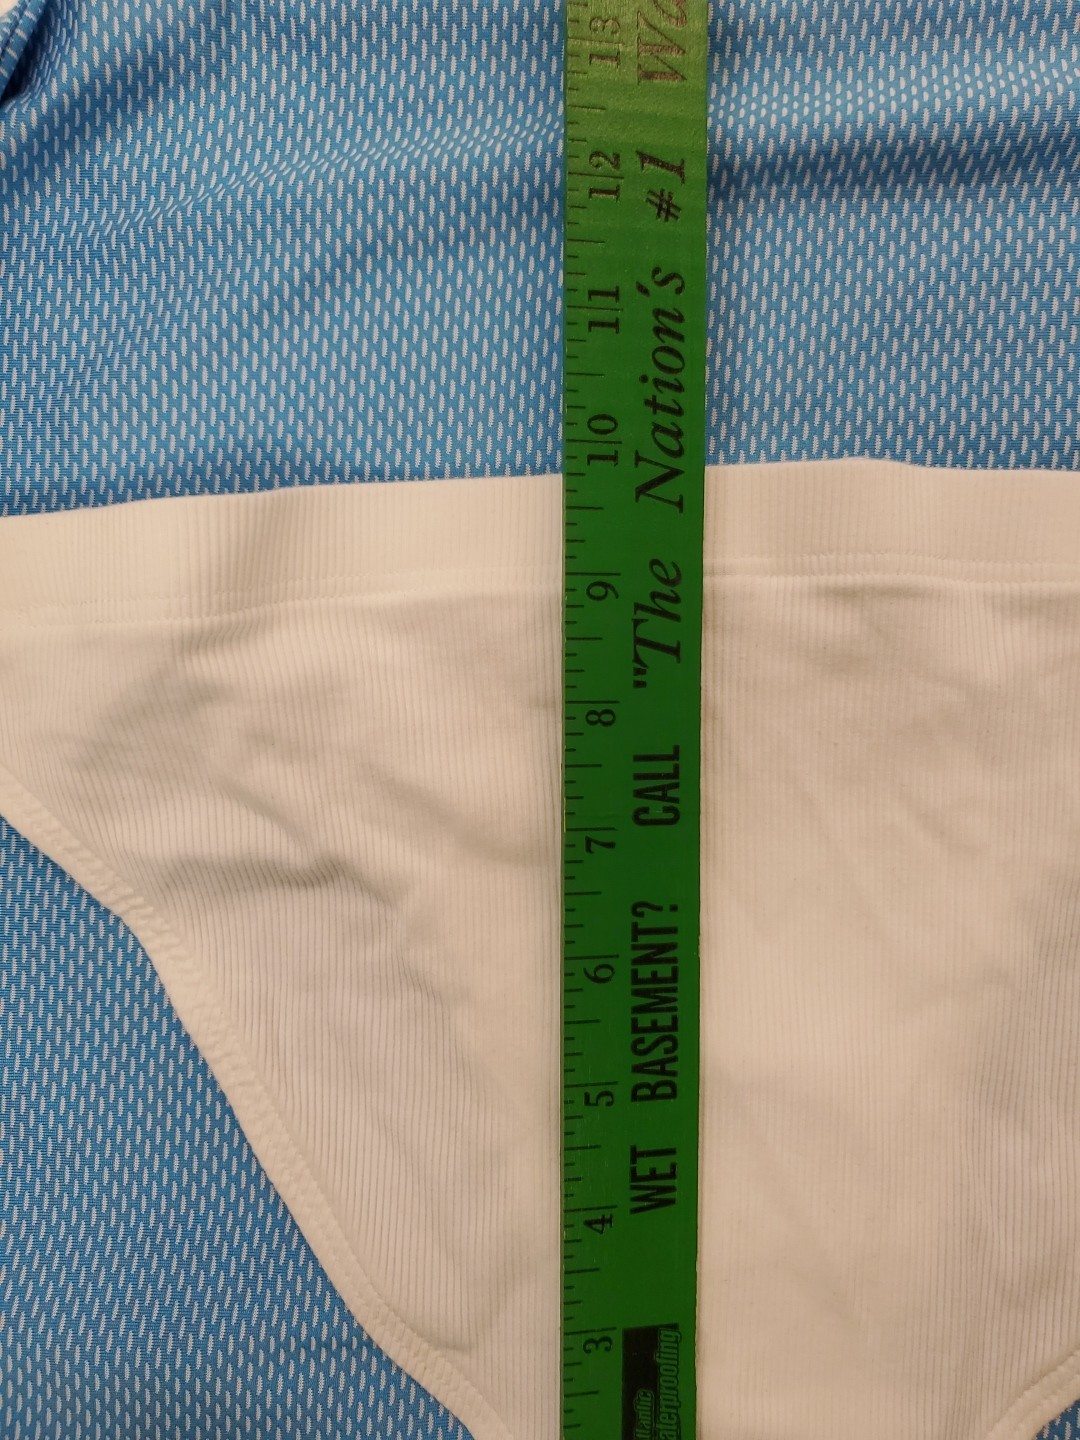 WET BASEMENT? CALL "The Nation's #1
3 4 5 6 7 8 9 10 11 12 13